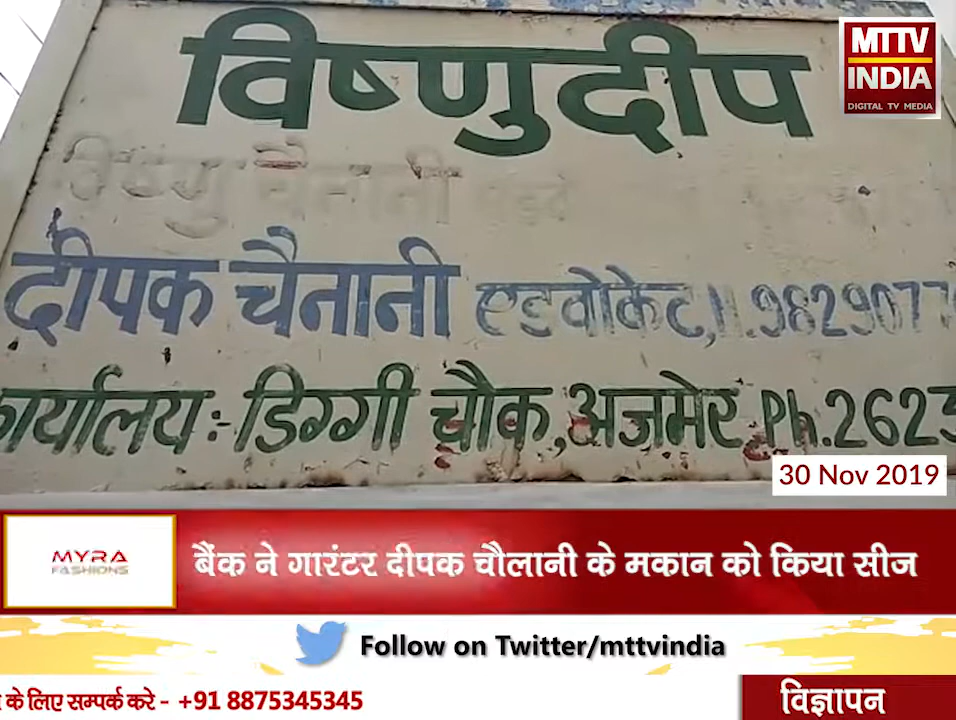 विष्णुदीप
MTTV
INDIA
DIGITAL TV MEDIA
विष्णु चैनानी
दीपक चैनानी एडवोकेट, M.9829077
कार्यालय:- डिग्गी चौक, अजमेर Ph.2623
30 Nov 2019
MYRA
FASHIONS
बैंक ने गारंटर दीपक चौलानी के मकान को किया सीज
Follow on Twitter/mttvindia
के लिए सम्पर्क करे - +91 8875345345
विज्ञापन